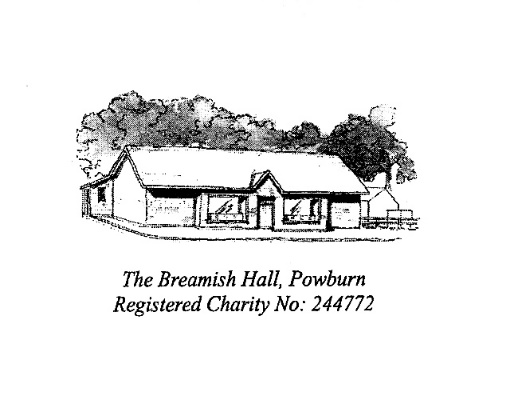 The Breamish Hall, Powburn
Registered Charity No: 244772